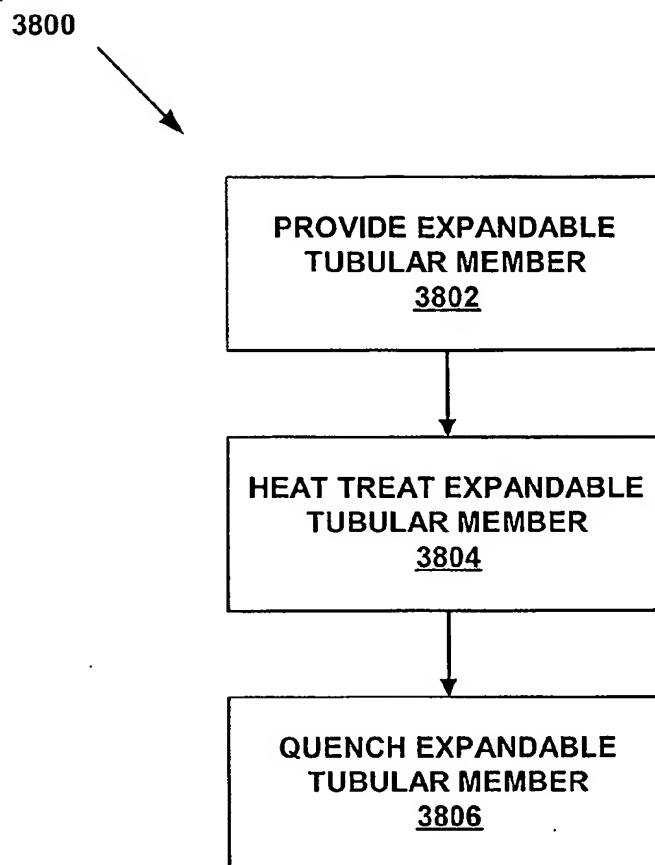 3800
PROVIDE EXPANDABLE
TUBULAR MEMBER
3802
HEAT TREAT EXPANDABLE
TUBULAR MEMBER
3804
QUENCH EXPANDABLE
TUBULAR MEMBER
3806